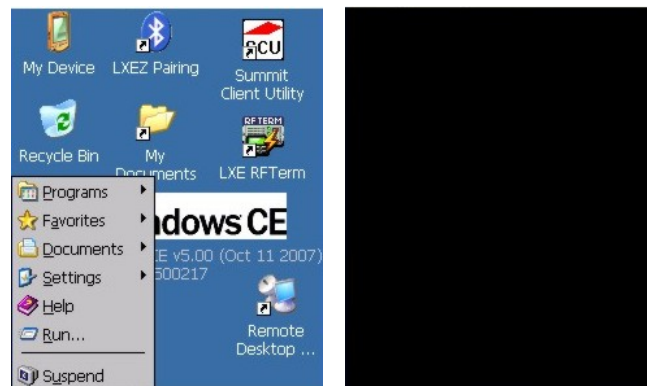 My Device
LXEZ Pairing
SCU
Summit
Client Utility
Recycle Bin
My
Documents
RFTERM
LXE RFTerm
Programs
Favorites
Documents
Settings
Help
Run...
Suspend
ndows CE
CE v5.00 (Oct 11 2007)
500217
Remote
Desktop ...